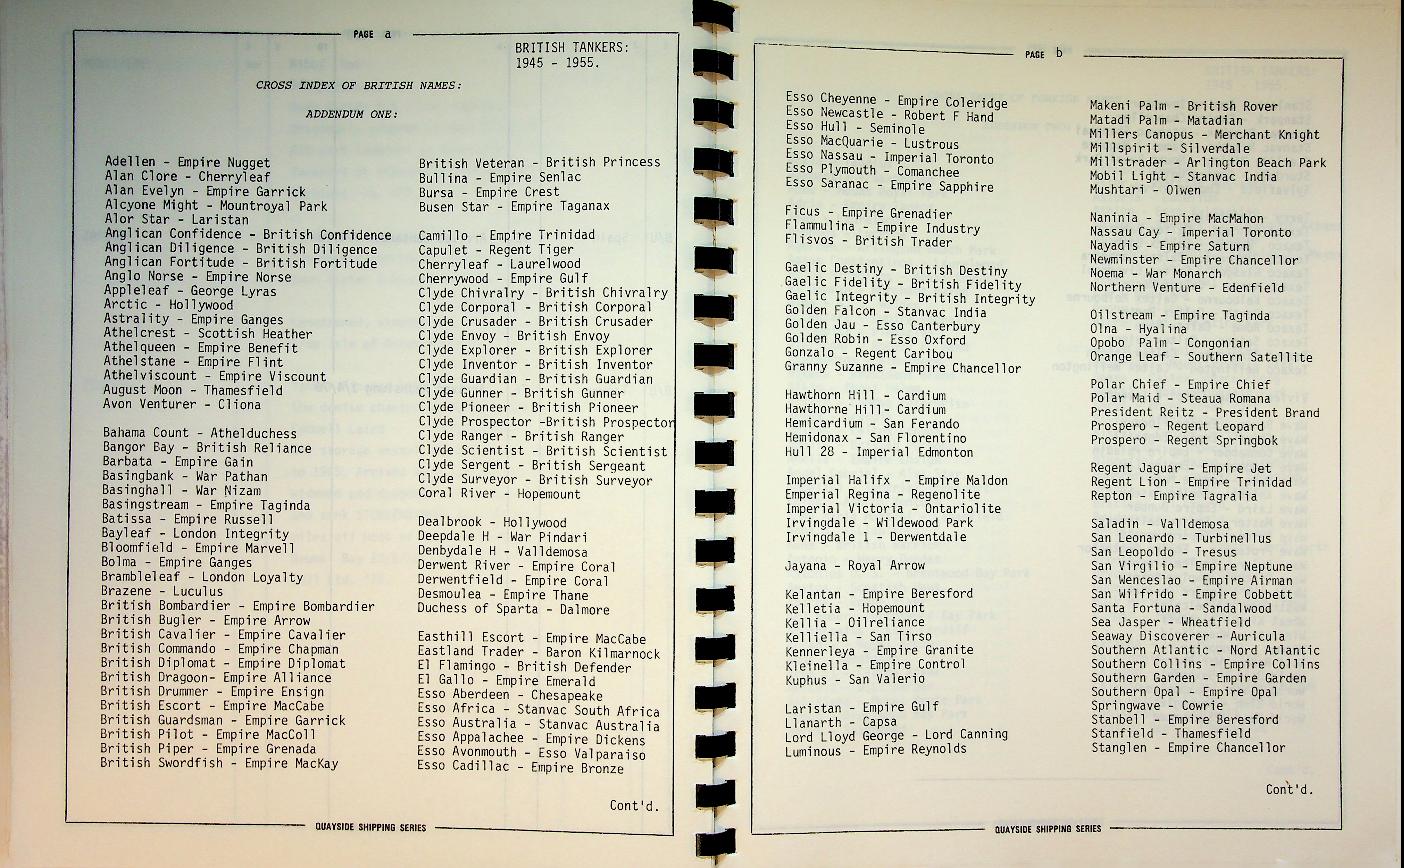 PAGE a
BRITISH TANKERS:
1945 - 1955.
CROSS INDEX OF BRITISH NAMES:
ADDENDUM ONE:
Adellen - Empire Nugget
Alan Clore - Cherryleaf
Alan Evelyn - Empire Garrick
Alcyone Might - Mountroyal Park
Alor Star - Laristan
Anglican Confidence - British Confidence
Anglican Diligence - British Diligence
Anglican Fortitude - British Fortitude
Anglo Norse - Empire Norse
Appleleaf - George Lyras
Arctic - Hollywood
Astrality - Empire Ganges
Athelcrest - Scottish Heather
Athelqueen - Empire Benefit
Athelstane - Empire Flint
Athelviscount - Empire Viscount
August Moon - Thamesfield
Avon Venturer - Cliona
Bahama Count - Athelduchess
Bangor Bay - British Reliance
Barbata - Empire Gain
Basingbank - War Pathan
Basinghall - War Nizam
Basingstream - Empire Taginda
Batissa - Empire Russell
Bayleaf - London Integrity
Bloomfield - Empire Marvell
Bolma - Empire Ganges
Brambleleaf - London Loyalty
Brazene - Luculus
British Bombardier - Empire Bombardier
British Bugler - Empire Arrow
British Cavalier - Empire Cavalier
British Commando - Empire Chapman
British Diplomat - Empire Diplomat
British Dragoon- Empire Alliance
British Drummer - Empire Ensign
British Escort - Empire MacCabe
British Guardsman - Empire Garrick
British Pilot - Empire MacColl
British Piper - Empire Grenada
British Swordfish - Empire MacKay
British Veteran - British Princess
Bullina - Empire Senlac
Bursa - Empire Crest
Busen Star - Empire Taganax
Camillo - Empire Trinidad
Capulet - Regent Tiger
Cherryleaf - Laurelwood
Cherrywood - Empire Gulf
Clyde Chivralry - British Chivralry
Clyde Corporal - British Corporal
Clyde Crusader - British Crusader
Clyde Envoy - British Envoy
Clyde Explorer - British Explorer
Clyde Inventor - British Inventor
Clyde Guardian - British Guardian
Clyde Gunner - British Gunner
Clyde Pioneer - British Pioneer
Clyde Prospector -British Prospector
Clyde Ranger - British Ranger
Clyde Scientist - British Scientist
Clyde Sergent - British Sergeant
Clyde Surveyor - British Surveyor
Coral River - Hopemount
Dealbrook - Hollywood
Deepdale H - War Pindari
Denbydale H - Valldemosa
Derwent River - Empire Coral
Derwentfield - Empire Coral
Desmoulea - Empire Thane
Duchess of Sparta - Dalmore
Easthill Escort - Empire MacCabe
Eastland Trader - Baron Kilmarnock
El Flamingo - British Defender
El Gallo - Empire Emerald
Esso Aberdeen - Chesapeake
Esso Africa - Stanvac South Africa
Esso Australia - Stanvac Australia
Esso Appalachee - Empire Dickens
Esso Avonmouth - Esso Valparaiso
Esso Cadillac - Empire Bronze
Cont'd.
QUAYSIDE SHIPPING SERIES
PAGE b
Esso Cheyenne - Empire Coleridge
Esso Newcastle - Robert F Hand
Esso Hull - Seminole
Esso MacQuarie - Lustrous
Esso Nassau - Imperial Toronto
Esso Plymouth - Comanchee
Esso Saranac - Empire Sapphire
Ficus - Empire Grenadier
Flammulina - Empire Industry
Flisvos - British Trader
Gaelic Destiny - British Destiny
Gaelic Fidelity - British Fidelity
Gaelic Integrity - British Integrity
Golden Falcon - Stanvac India
Golden Jau - Esso Canterbury
Golden Robin - Esso Oxford
Gonzalo - Regent Caribou
Granny Suzanne - Empire Chancellor
Hawthorn Hill - Cardium
Hawthorne Hill- Cardium
Hemicardium - San Ferando
Hemidonax - San Florentino
Hull 28 - Imperial Edmonton
Imperial Halifx - Empire Maldon
Emperial Regina - Regenolite
Imperial Victoria - Ontariolite
Irvingdale - Wildewood Park
Irvingdale 1 - Derwentdale
Jayana - Royal Arrow
Kelantan - Empire Beresford
Kelletia - Hopemount
Kellia - Oilreliance
Kelliella - San Tirso
Kennerleya - Empire Granite
Kleinella - Empire Control
Kuphus - San Valerio
Laristan - Empire Gulf
Llanarth - Capsa
Lord Lloyd George - Lord Canning
Luminous - Empire Reynolds
Makeni Palm - British Rover
Matadi Palm - Matadian
Millers Canopus - Merchant Knight
Millspirit - Silverdale
Millstrader - Arlington Beach Park
Mobil Light - Stanvac India
Mushtari - Olwen
Naninia - Empire MacMahon
Nassau Cay - Imperial Toronto
Nayadis - Empire Saturn
Newminster - Empire Chancellor
Noema - War Monarch
Northern Venture - Edenfield
Oilstream - Empire Taginda
Olna - Hyalina
Opobo Palm - Congonian
Orange Leaf - Southern Satellite
Polar Chief - Empire Chief
Polar Maid - Steaua Romana
President Reitz - President Brand
Prospero - Regent Leopard
Prospero - Regent Springbok
Regent Jaguar - Empire Jet
Regent Lion - Empire Trinidad
Repton - Empire Tagralia
Saladin - Valldemosa
San Leonardo - Turbinellus
San Leopoldo - Tresus
San Virgilio - Empire Neptune
San Wenceslao - Empire Airman
San Wilfrido - Empire Cobbett
Santa Fortuna - Sandalwood
Sea Jasper - Wheatfield
Seaway Discoverer - Auricula
Southern Atlantic - Nord Atlantic
Southern Collins - Empire Collins
Southern Garden - Empire Garden
Southern Opal - Empire Opal
Springwave - Cowrie
Stanbell - Empire Beresford
Stanfield - Thamesfield
Stanglen - Empire Chancellor
Cont'd.
QUAYSIDE SHIPPING SERIES